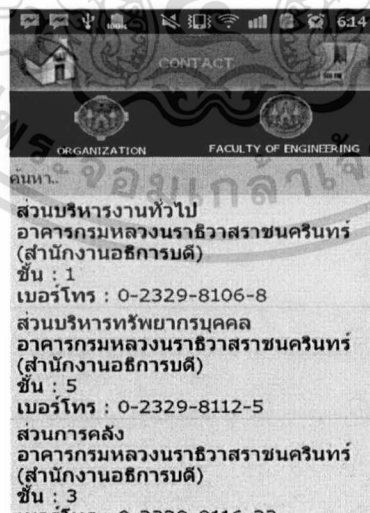 6:14
CONTACT
ORGANIZATION
FACULTY OF ENGINEERING
ค้นหา..
ส่วนบริหารงานทั่วไป
อาคารกรมหลวงนราธิวาสราชนครินทร์
(สำนักงานอธิการบดี)
ชั้น : 1
เบอร์โทร : 0-2329-8106-8
ส่วนบริหารทรัพยากรบุคคล
อาคารกรมหลวงนราธิวาสราชนครินทร์
(สำนักงานอธิการบดี)
ชั้น : 5
เบอร์โทร : 0-2329-8112-5
ส่วนการคลัง
อาคารกรมหลวงนราธิวาสราชนครินทร์
(สำนักงานอธิการบดี)
ชั้น : 3